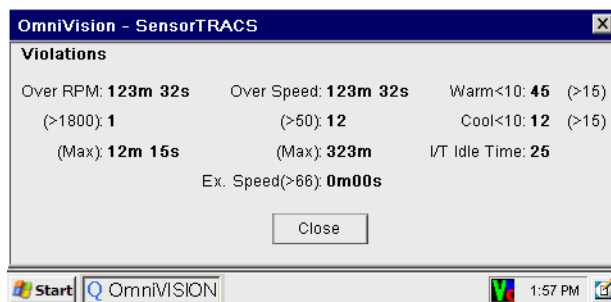 OmniVision - SensorTRACS
Violations
Over RPM: 123m 32s Over Speed: 123m 32s Warm<10: 45 (>15)
(>1800): 1 (>50): 12 Cool<10: 12 (>15)
(Max): 12m 15s (Max): 323m I/T Idle Time: 25
Ex. Speed(>66): 0m00s
Close
Start OmniVISION 1:57 PM